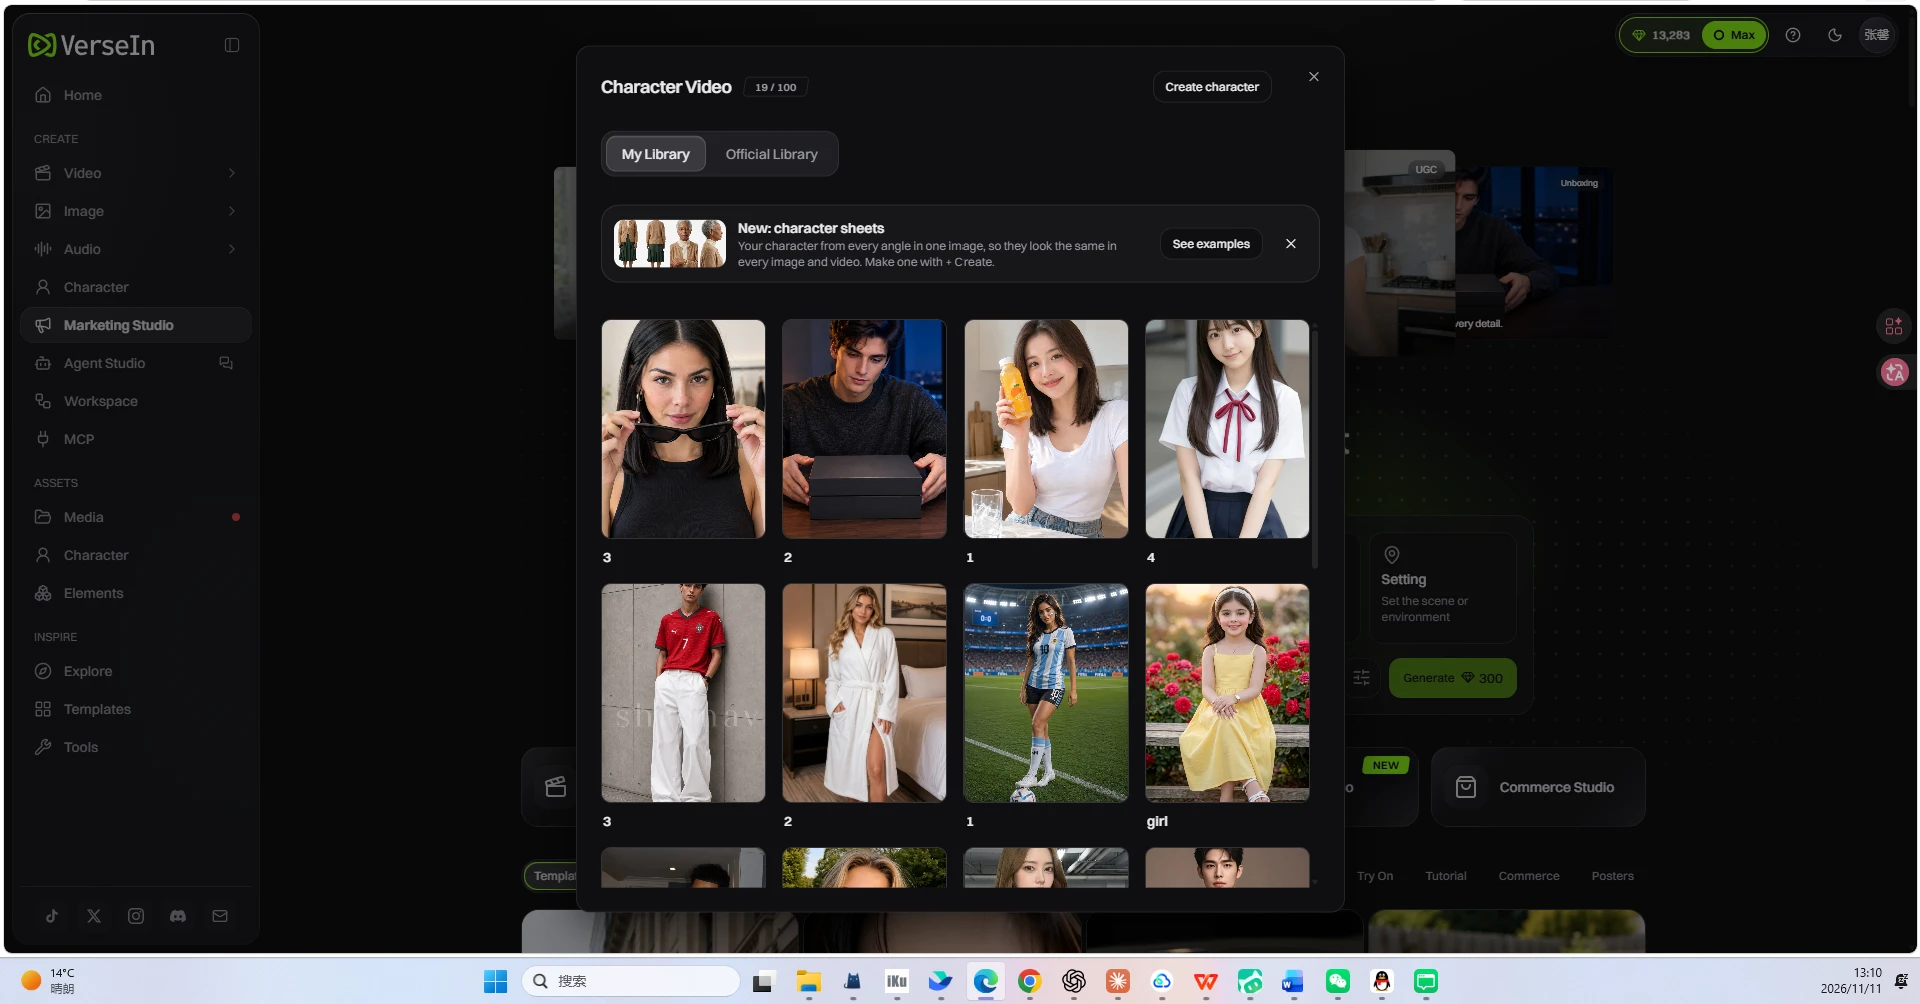 VerseIn
Home
CREATE
Video
Image
Audio
Character
Marketing Studio
Agent Studio
Workspace
MCP
ASSETS
Media
Character
Elements
INSPIRE
Explore
Templates
Tools
Character Video
19 / 100
Create character
My Library
Official Library
New: character sheets
Your character from every angle in one image, so they look the same in
every image and video. Make one with + Create.
See examples
3
2
1
4
3
2
1
girl
13,283
Max
张馨
UGC
Unboxing
very detail.
Setting
Set the scene or
environment
Generate 300
NEW
Commerce Studio
Try On
Tutorial
Commerce
Posters
14°C
晴朗
搜索
iKu
13:10
2026/11/11